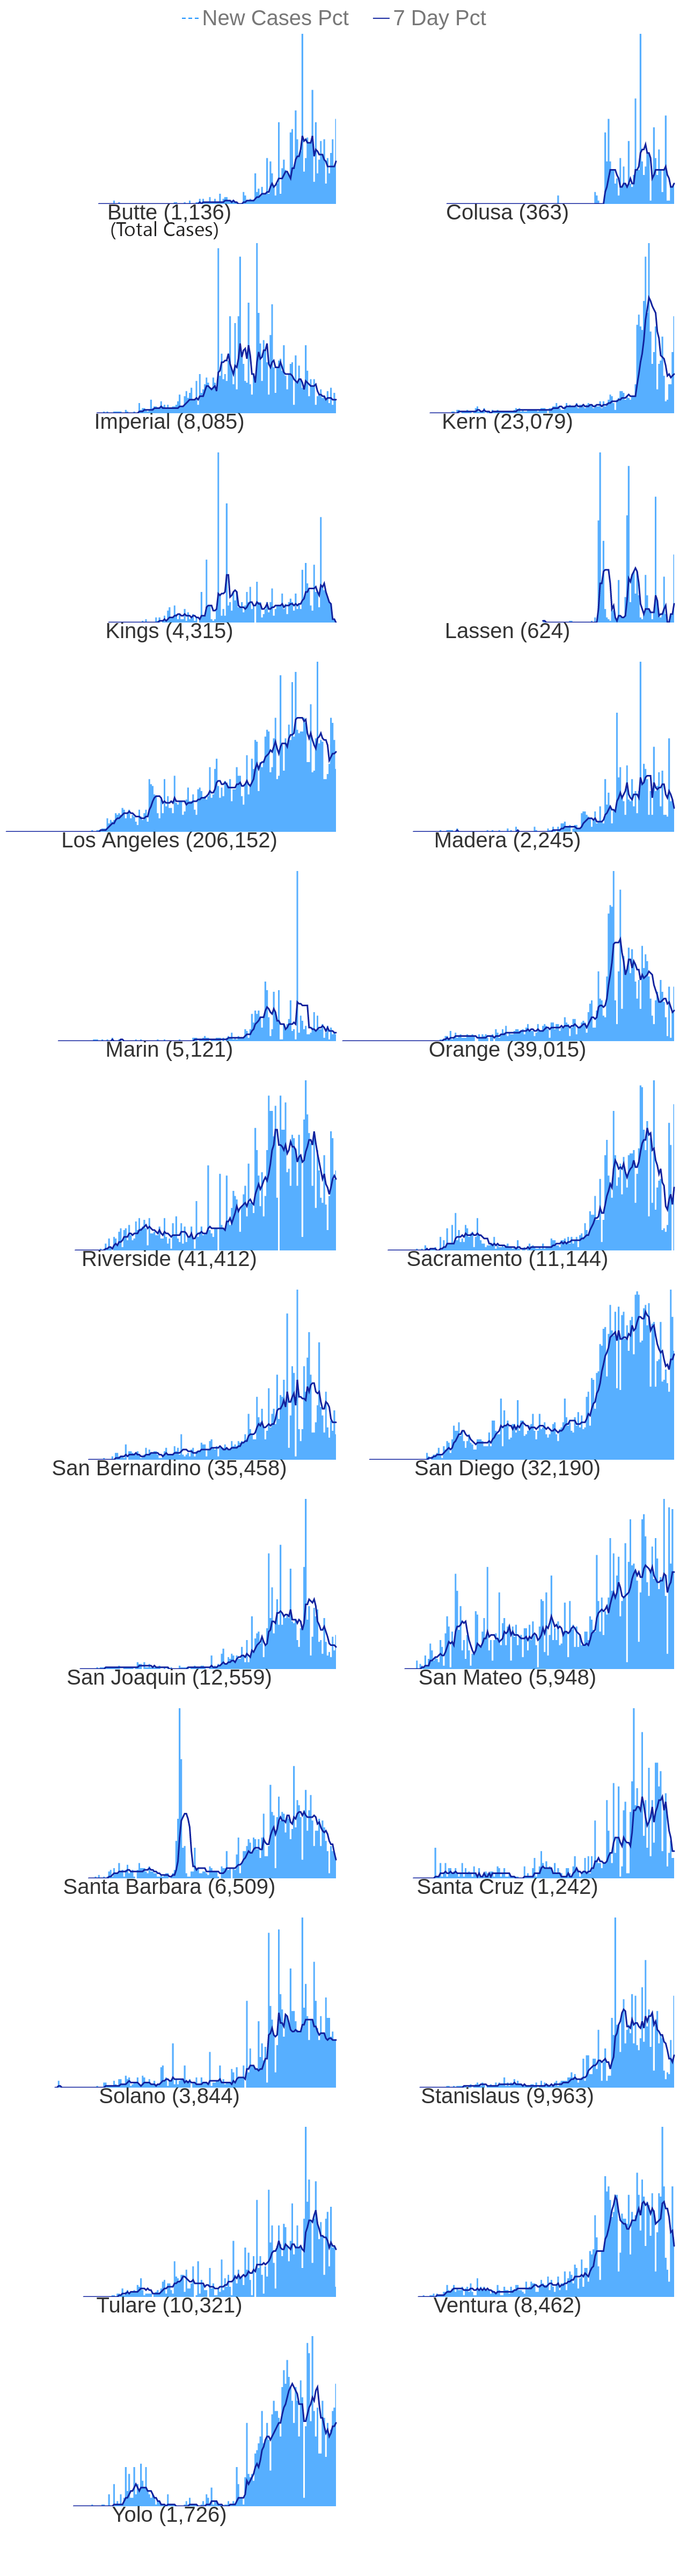 New Cases Pct 7 Day Pct
Butte (1,136) Colusa (363)
(Total Cases)
Imperial (8,085) Kern (23,079)
Kings (4,315) Lassen (624)
Los Angeles (206,152) Madera (2,245)
Marin (5,121) Orange (39,015)
Riverside (41,412) Sacramento (11,144)
San Bernardino (35,458) San Diego (32,190)
San Joaquin (12,559) San Mateo (5,948)
Santa Barbara (6,509) Santa Cruz (1,242)
Solano (3,844) Stanislaus (9,963)
Tulare (10,321) Ventura (8,462)
Yolo (1,726)